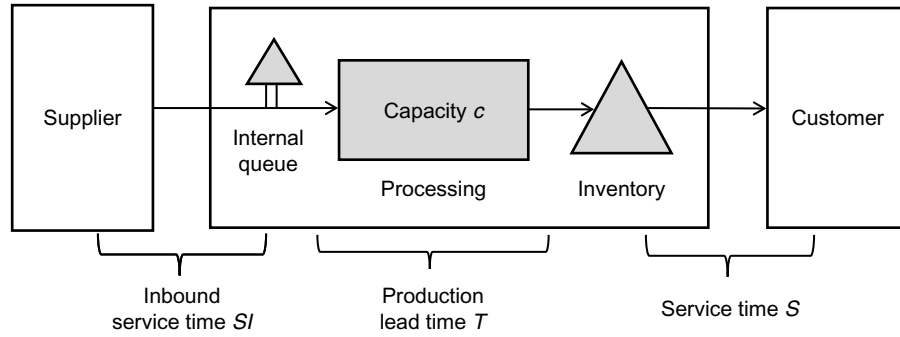 Supplier
Internal
queue
Capacity c
Processing
Inventory
Customer
Inbound
service time SI
Production
lead time T
Service time S